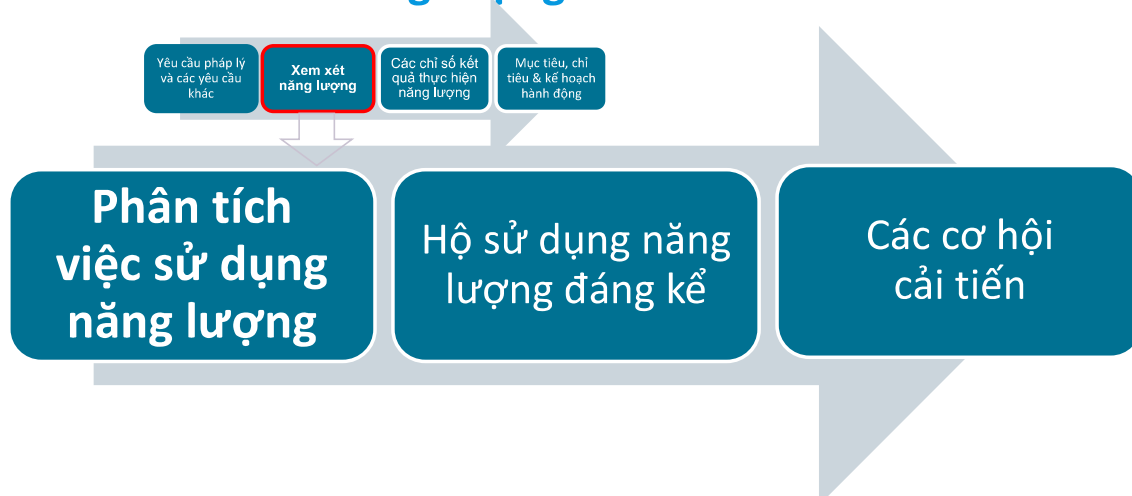 Yêu cầu pháp lý
và các yêu cầu
khác
Xem xét
năng lượng
Các chỉ số kết
quả thực hiện
năng lượng
Mục tiêu, chỉ
tiêu & kế hoạch
hành động
Phân tích
việc sử dụng
năng lượng
Hộ sử dụng năng
lượng đáng kể
Các cơ hội
cải tiến